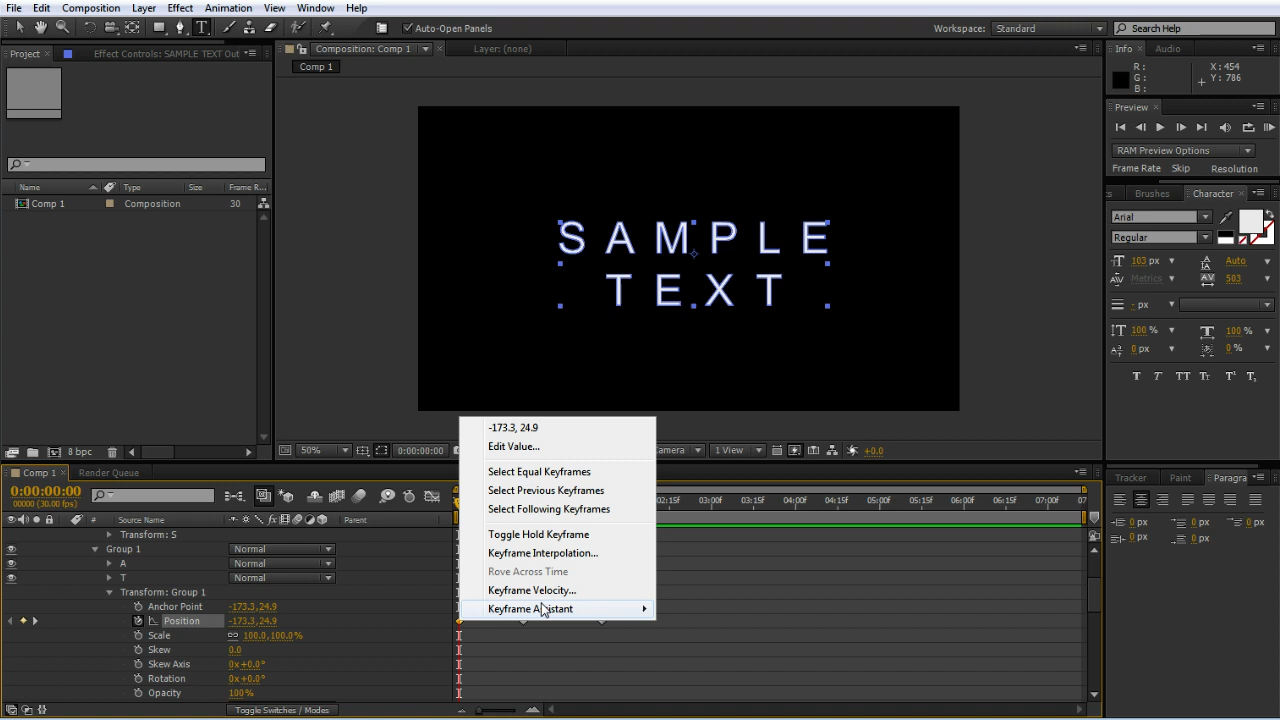 File Edit Composition Layer Effect Animation View Window Help
T Auto-Open Panels Workspace: Standard Search Help
Project Effect Controls: SAMPLE TEXT Out Composition: Comp 1 Layer: (none) Info Audio
Comp 1
R: X: 454
G: Y: 786
B:
Preview
RAM Preview Options
Frame Rate Skip Resolution
Name Type Size Frame R...
Comp 1 Composition 30
Brushes Character
Arial
Regular
103 px Auto
Metrics 503
- px
100 % 100 %
0 px 0 %
T T TT Tr T¹ T₁
SAMPLE
TEXT
8 bpc 50% 0:00:00:00 1 View +0.0
-173.3, 24.9
Edit Value...
Select Equal Keyframes
Select Previous Keyframes
Select Following Keyframes
Toggle Hold Keyframe
Keyframe Interpolation...
Rove Across Time
Keyframe Velocity...
Keyframe Assistant
Comp 1 Render Queue
0:00:00:00
00000 (30.00 fps)
02:15f 03:00f 03:15f 04:00f 04:15f 05:00f 05:15f 06:00f 06:15f 07:00f 07
# Source Name Parent
Transform: S
Group 1 Normal
A Normal
T Normal
Transform: Group 1
Anchor Point -173.3,24.9
Position -173.3,24.9
Scale 100.0,100.0%
Skew 0.0
Skew Axis 0x+0.0°
Rotation 0x+0.0°
Opacity 100%
Toggle Switches / Modes
Tracker Paint Paragra
0 px 0 px 0 px
0 px 0 px